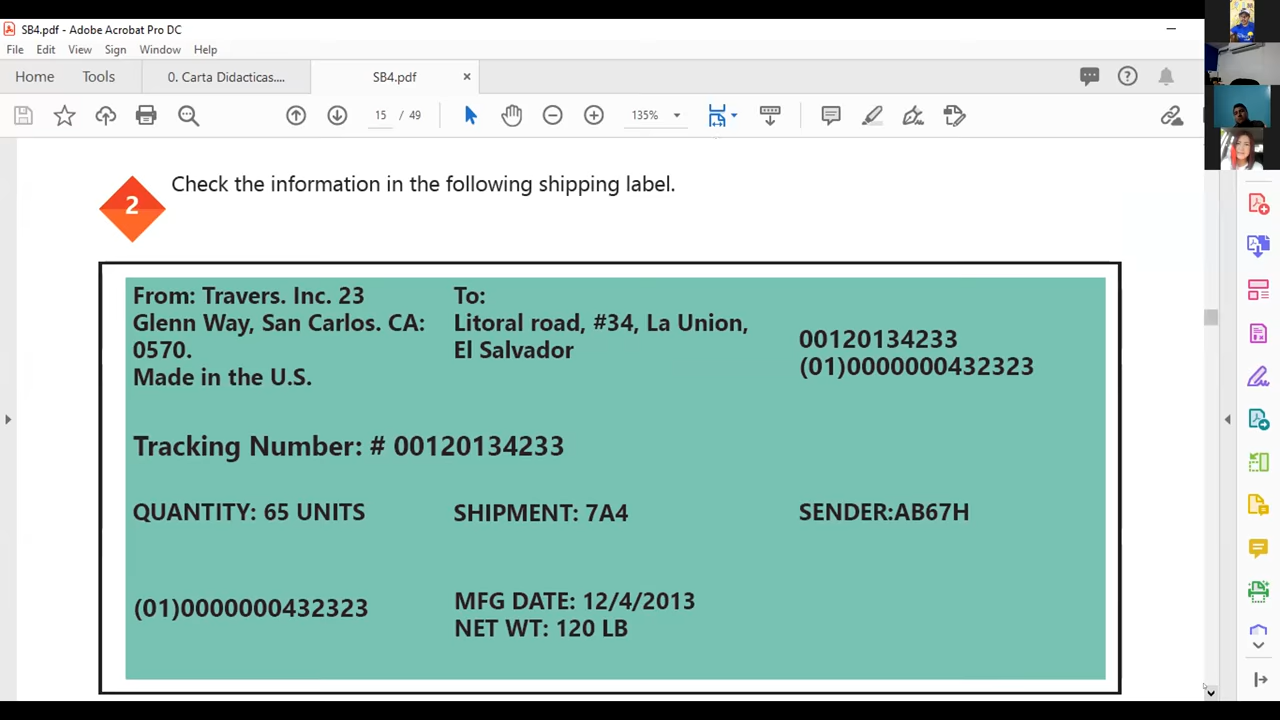 SB4.pdf - Adobe Acrobat Pro DC
File Edit View Sign Window Help
Home Tools 0. Carta Didacticas.... SB4.pdf ×
15 / 49 135%
2
Check the information in the following shipping label.
From: Travers. Inc. 23
Glenn Way, San Carlos. CA:
0570.
Made in the U.S.
To:
Litoral road, #34, La Union,
El Salvador
00120134233
(01)0000000432323
Tracking Number: # 00120134233
QUANTITY: 65 UNITS
SHIPMENT: 7A4
SENDER:AB67H
(01)0000000432323
MFG DATE: 12/4/2013
NET WT: 120 LB